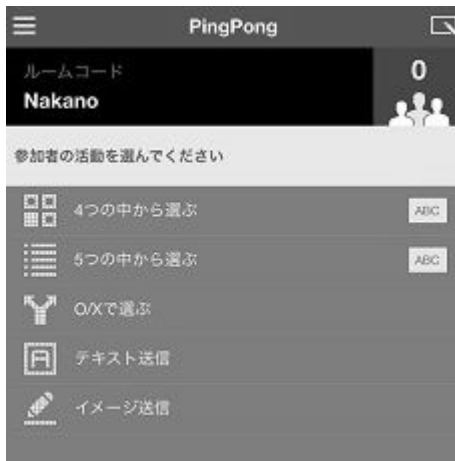 PingPong
ルームコード
0
Nakano
参加者の活動を選んでください
4つの中から選ぶ
ABC
5つの中から選ぶ
ABC
O/Xで選ぶ
A
テキスト送信
イメージ送信